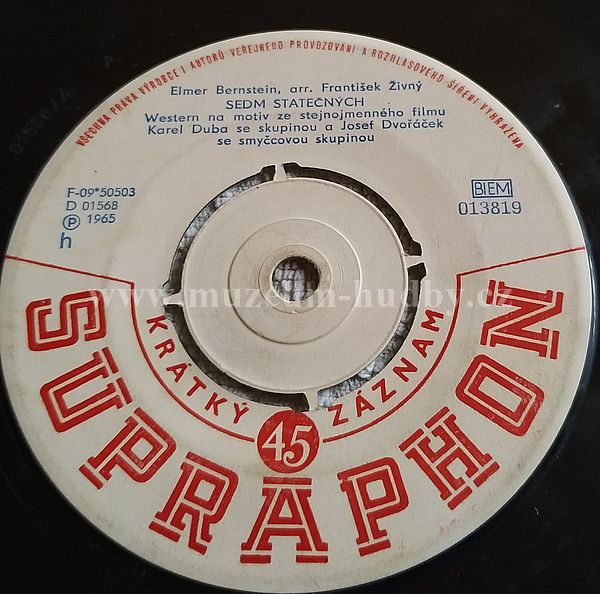 VŠECHNA PRÁVA VÝROBCE I AUTORŮ VEŘEJNÉHO PROVOZOVÁNÍ A ROZHLASOVÉHO ŠÍŘENÍ VYHRAŽENA
Elmer Bernstein, arr. František Živný
SEDM STATEČNÝCH
Western na motiv ze stejnojmenného filmu
Karel Duba se skupinou a Josef Dvořáček
se smyčcovou skupinou
F-09*50503
D 01568
Ⓟ 1965
h
BIEM
013819
www.muzeum-hudby.cz
KRÁTKÝ 45 ZÁZNAM
SUPRAPHON